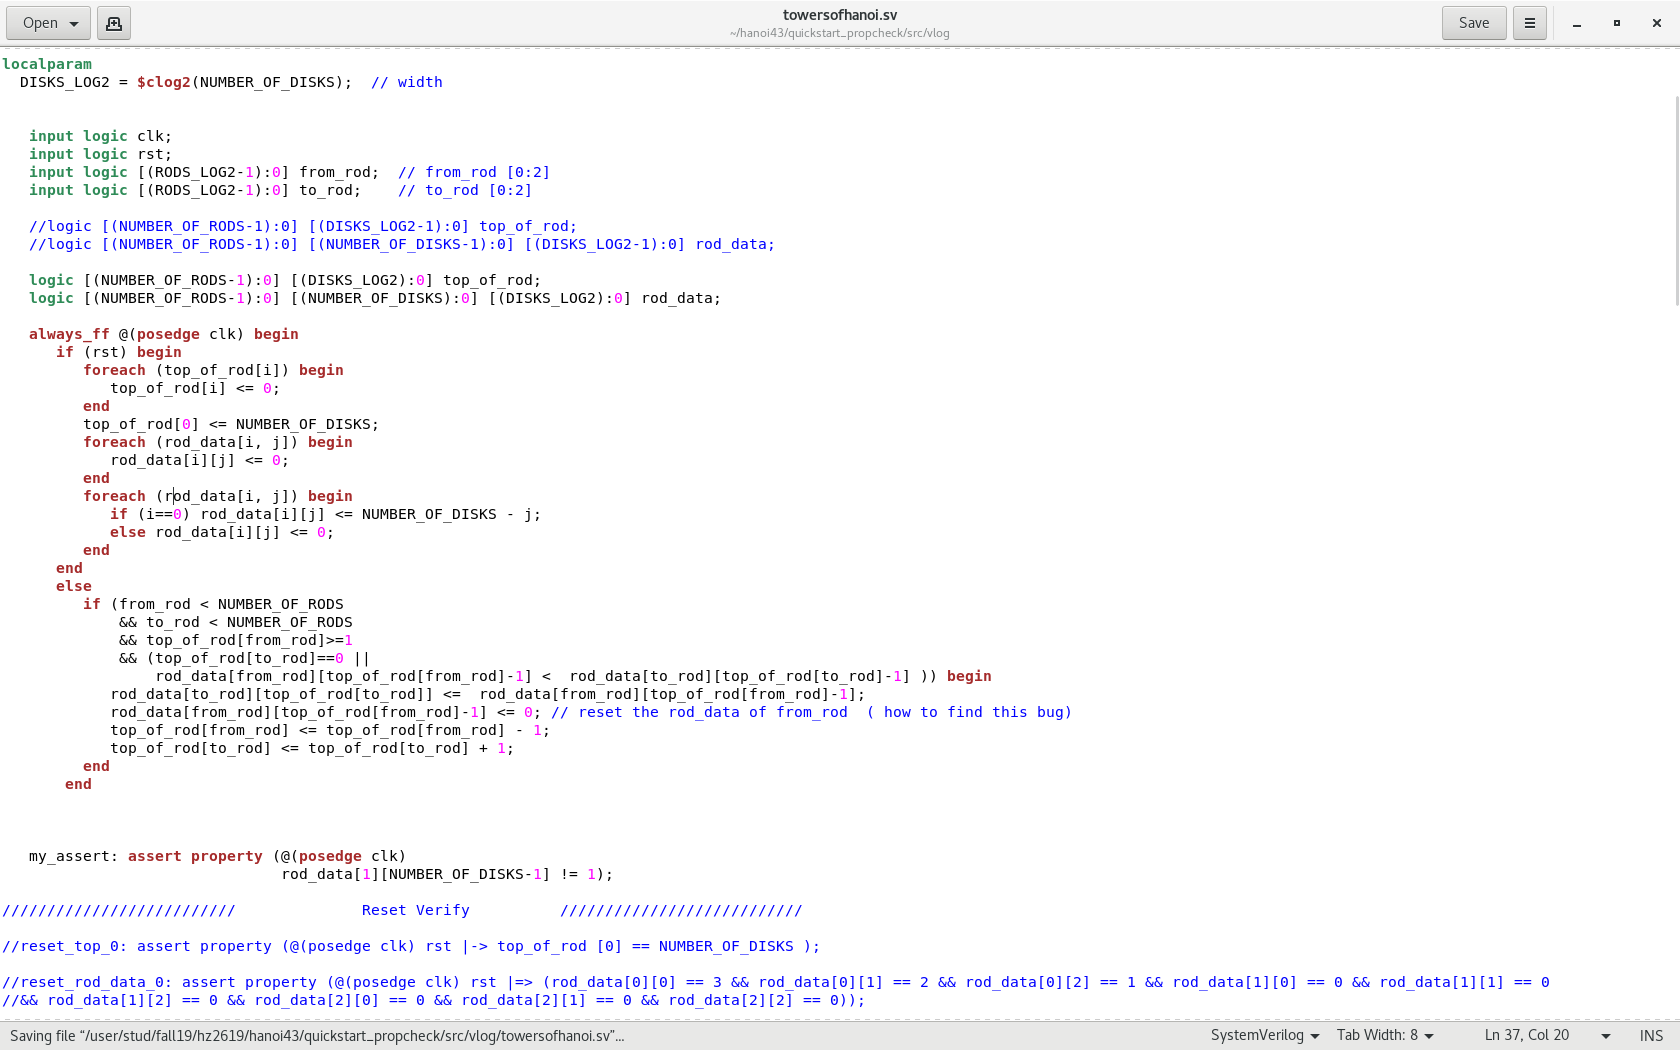 Open
towersofhanoi.sv
~/hanoi43/quickstart_propcheck/src/vlog
Save
localparam
  DISKS_LOG2 = $clog2(NUMBER_OF_DISKS);  // width
   input logic clk;
   input logic rst;
   input logic [(RODS_LOG2-1):0] from_rod;  // from_rod [0:2]
   input logic [(RODS_LOG2-1):0] to_rod;    // to_rod [0:2]
   //logic [(NUMBER_OF_RODS-1):0] [(DISKS_LOG2-1):0] top_of_rod;
   //logic [(NUMBER_OF_RODS-1):0] [(NUMBER_OF_DISKS-1):0] [(DISKS_LOG2-1):0] rod_data;
   logic [(NUMBER_OF_RODS-1):0] [(DISKS_LOG2):0] top_of_rod;
   logic [(NUMBER_OF_RODS-1):0] [(NUMBER_OF_DISKS):0] [(DISKS_LOG2):0] rod_data;
   always_ff @(posedge clk) begin
      if (rst) begin
         foreach (top_of_rod[i]) begin
            top_of_rod[i] <= 0;
         end
         top_of_rod[0] <= NUMBER_OF_DISKS;
         foreach (rod_data[i, j]) begin
            rod_data[i][j] <= 0;
         end
         foreach (rod_data[i, j]) begin
            if (i==0) rod_data[i][j] <= NUMBER_OF_DISKS - j;
            else rod_data[i][j] <= 0;
         end
      end
      else
         if (from_rod < NUMBER_OF_RODS
             && to_rod < NUMBER_OF_RODS
             && top_of_rod[from_rod]>=1
             && (top_of_rod[to_rod]==0 ||
                 rod_data[from_rod][top_of_rod[from_rod]-1] <  rod_data[to_rod][top_of_rod[to_rod]-1] )) begin
            rod_data[to_rod][top_of_rod[to_rod]] <=  rod_data[from_rod][top_of_rod[from_rod]-1];
            rod_data[from_rod][top_of_rod[from_rod]-1] <= 0; // reset the rod_data of from_rod  ( how to find this bug)
            top_of_rod[from_rod] <= top_of_rod[from_rod] - 1;
            top_of_rod[to_rod] <= top_of_rod[to_rod] + 1;
         end
       end
   my_assert: assert property (@(posedge clk)
                               rod_data[1][NUMBER_OF_DISKS-1] != 1);
//////////////////////////              Reset Verify          ///////////////////////////
//reset_top_0: assert property (@(posedge clk) rst |-> top_of_rod [0] == NUMBER_OF_DISKS );
//reset_rod_data_0: assert property (@(posedge clk) rst |=> (rod_data[0][0] == 3 && rod_data[0][1] == 2 && rod_data[0][2] == 1 && rod_data[1][0] == 0 && rod_data[1][1] == 0
//&& rod_data[1][2] == 0 && rod_data[2][0] == 0 && rod_data[2][1] == 0 && rod_data[2][2] == 0));
Saving file “/user/stud/fall19/hz2619/hanoi43/quickstart_propcheck/src/vlog/towersofhanoi.sv”...
SystemVerilog
Tab Width: 8
Ln 37, Col 20
INS